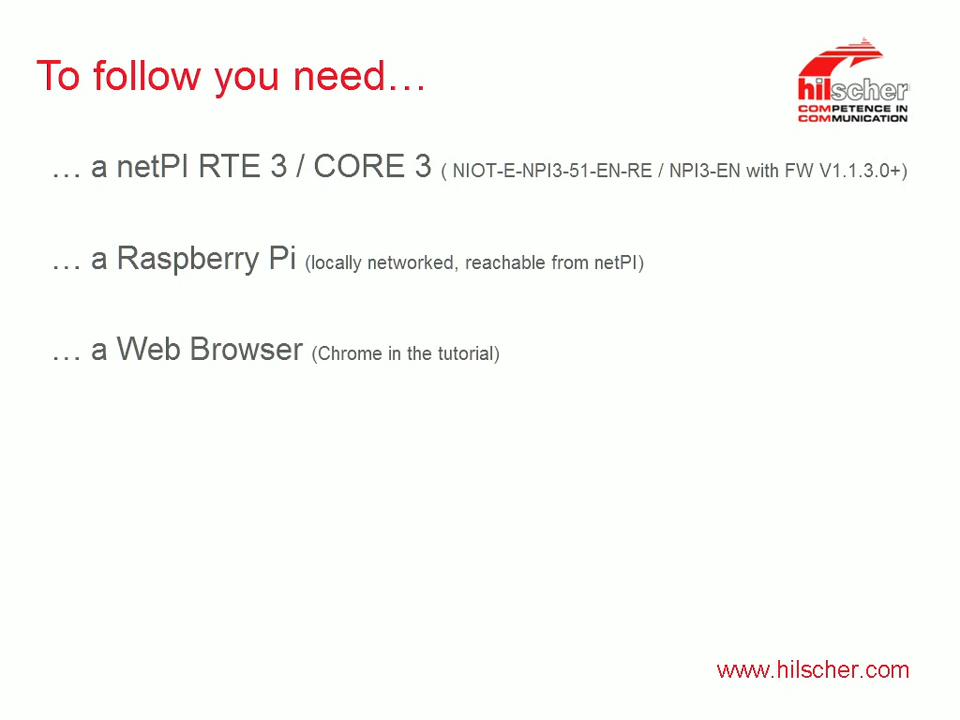 To follow you need…
hilscher
COMPETENCE IN
COMMUNICATION
… a netPI RTE 3 / CORE 3 ( NIOT-E-NPI3-51-EN-RE / NPI3-EN with FW V1.1.3.0+)
… a Raspberry Pi (locally networked, reachable from netPI)
… a Web Browser (Chrome in the tutorial)
www.hilscher.com